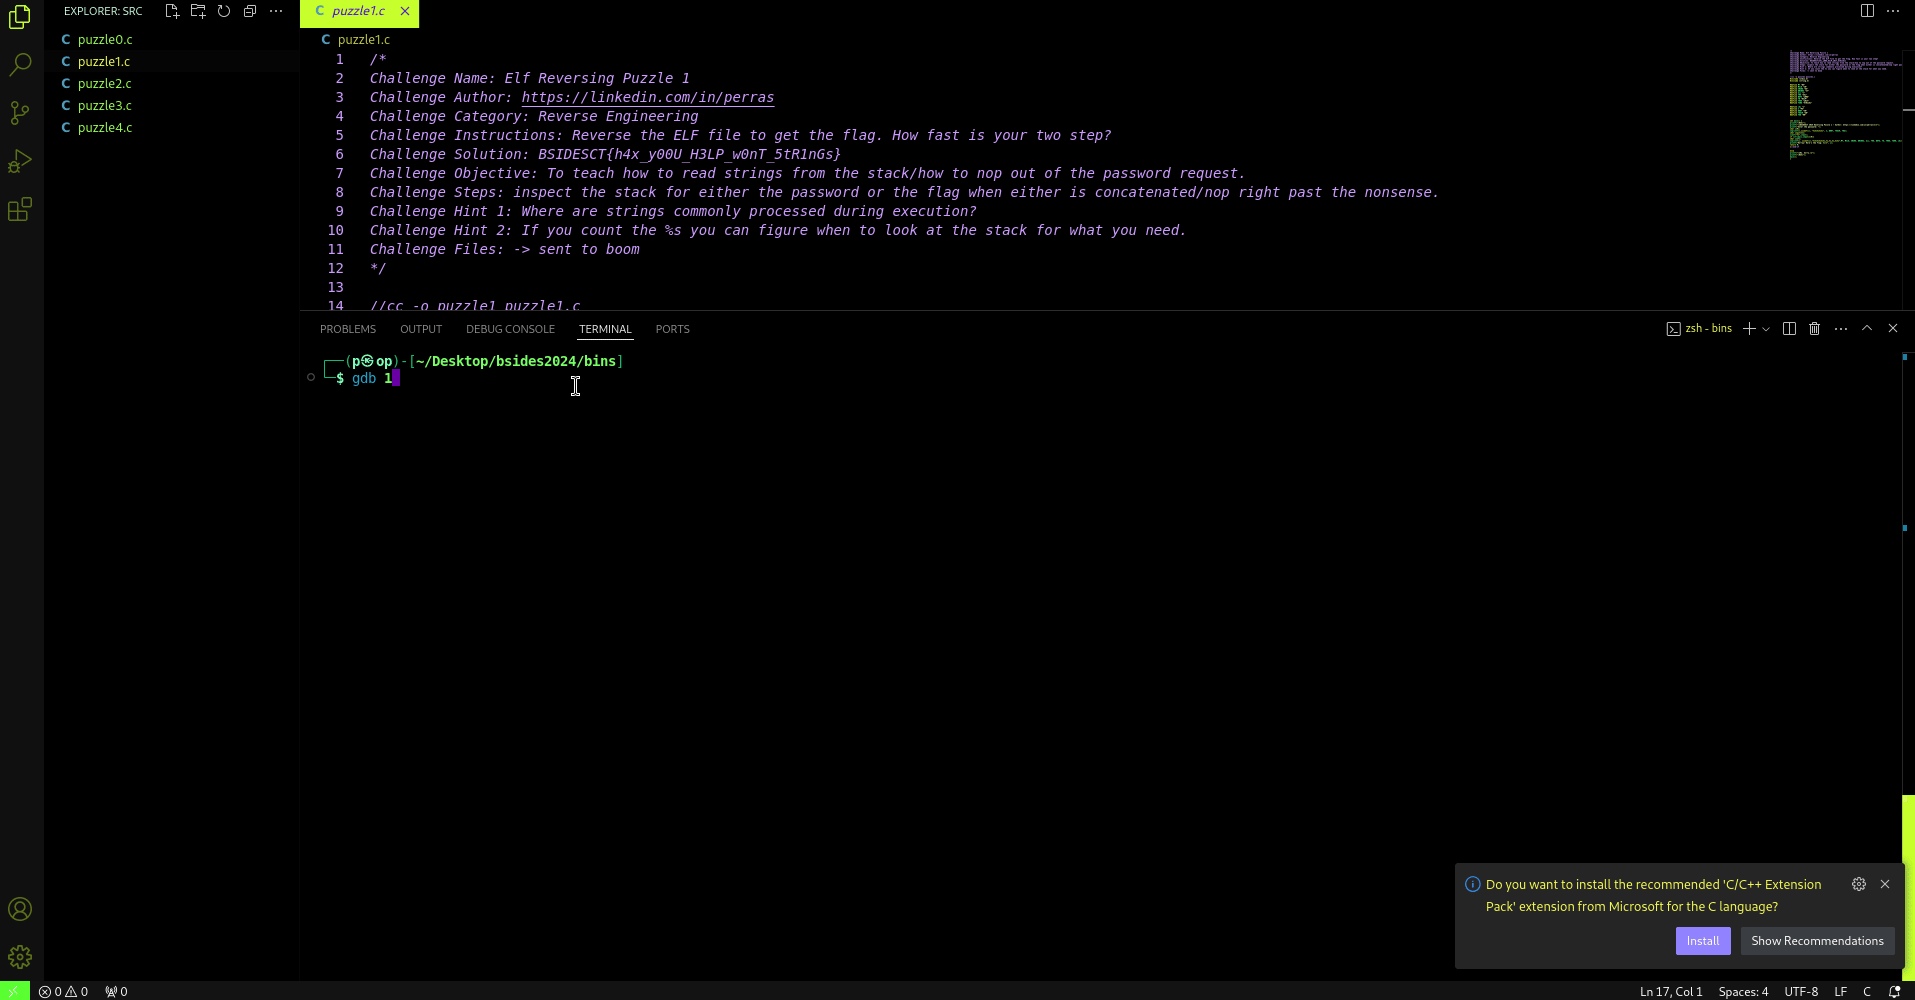 EXPLORER: SRC
puzzle0.c
puzzle1.c
puzzle2.c
puzzle3.c
puzzle4.c
C puzzle1.c
C puzzle1.c
1 /*
2 Challenge Name: Elf Reversing Puzzle 1
3 Challenge Author: https://linkedin.com/in/perras
4 Challenge Category: Reverse Engineering
5 Challenge Instructions: Reverse the ELF file to get the flag. How fast is your two step?
6 Challenge Solution: BSIDESCT{h4x_y00U_H3LP_w0nT_5tR1nGs}
7 Challenge Objective: To teach how to read strings from the stack/how to nop out of the password request.
8 Challenge Steps: inspect the stack for either the password or the flag when either is concatenated/nop right past the nonsense.
9 Challenge Hint 1: Where are strings commonly processed during execution?
10 Challenge Hint 2: If you count the %s you can figure when to look at the stack for what you need.
11 Challenge Files: -> sent to boom
12 */
13
14 //cc -o puzzle1 puzzle1.c
PROBLEMS OUTPUT DEBUG CONSOLE TERMINAL PORTS
zsh - bins
┌──(p㉿op)-[~/Desktop/bsides2024/bins]
└─$ gdb 1
Do you want to install the recommended 'C/C++ Extension
Pack' extension from Microsoft for the C language?
Install Show Recommendations
0 0 0
Ln 17, Col 1 Spaces: 4 UTF-8 LF C